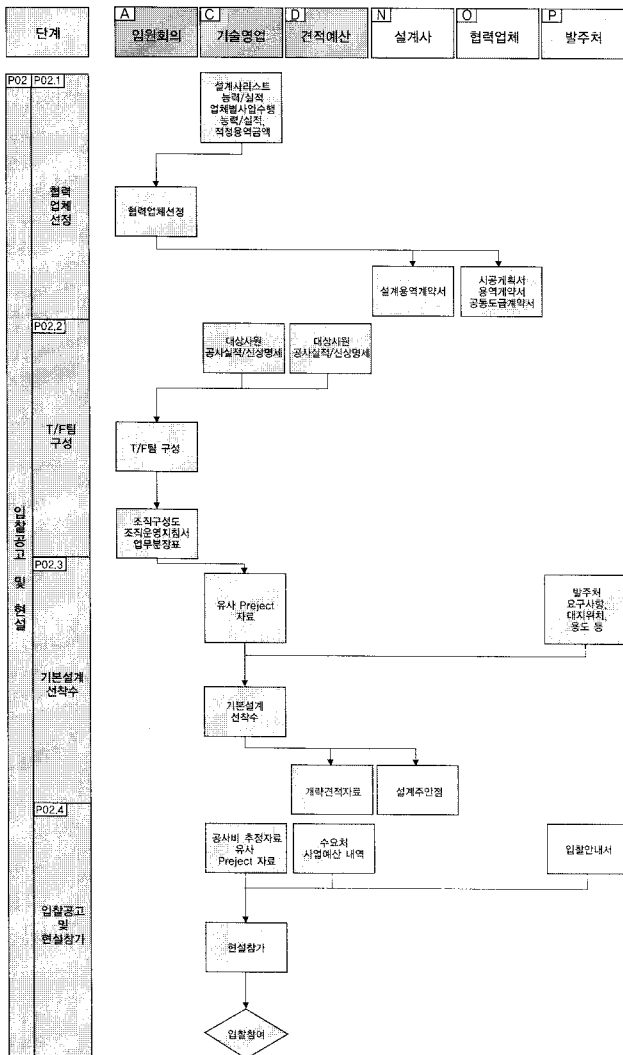 단계
A
임원회의
C
기술영업
D
견적예산
N
설계사
O
협력업체
P
발주처
P02
입찰공고 및 현설
P02.1
협력
업체
선정
설계사리스트
능력/실적
업체별사업수행
능력/실적,
적정용역금액
협력업체선정
설계용역계약서
시공계획서
용역계약서
공동도급계약서
P02.2
T/F팀
구성
대상사원
공사실적/신상명세
대상사원
공사실적/신상명세
T/F팀 구성
조직구성도
조직운영지침서
업무분장표
P02.3
기본설계
선착수
유사 Preject
자료
발주처
요구사항,
대지위치,
용도 등
기본설계
선착수
개략견적자료
설계주안점
P02.4
입찰공고
및
현설참가
공사비 추정자료
유사
Preject 자료
수요처
사업예산 내역
입찰안내서
현설참가
입찰참여